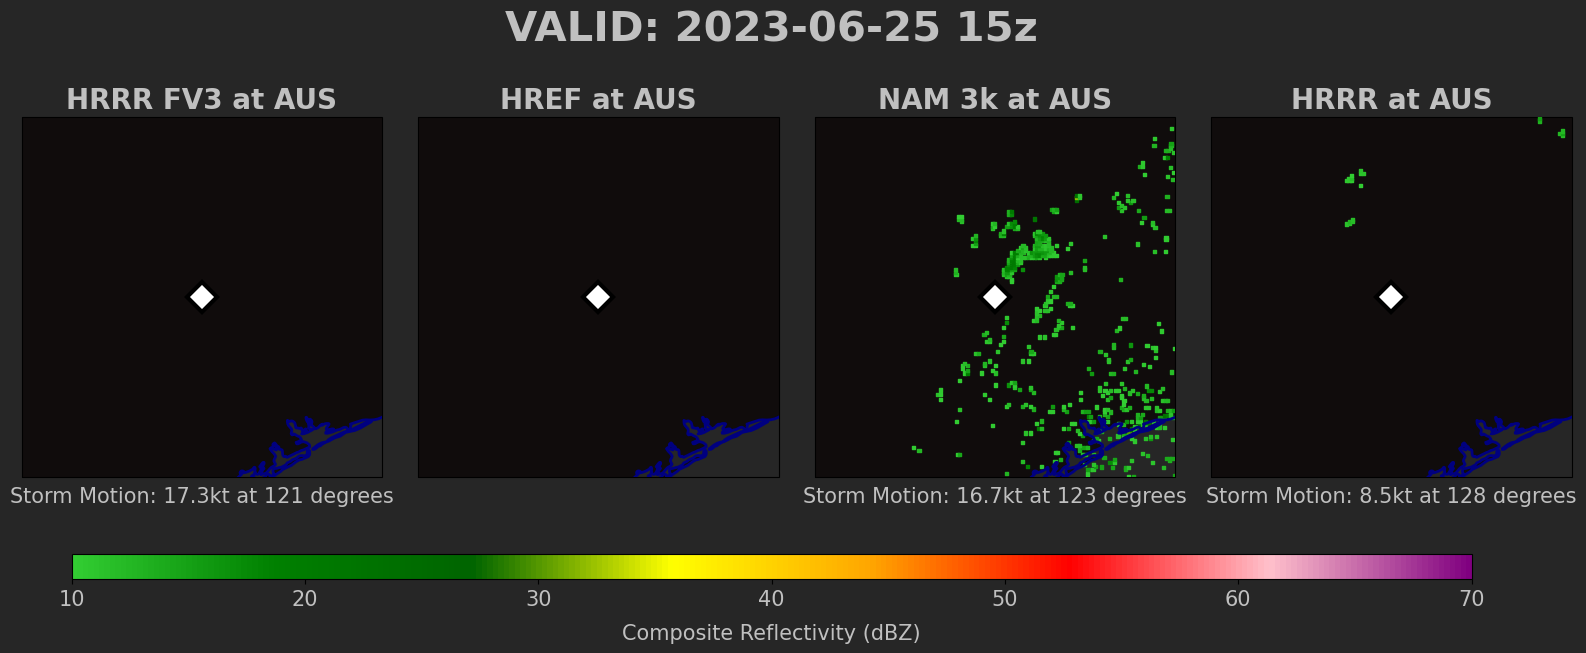 VALID: 2023-06-25 15z
HRRR FV3 at AUS
HREF at AUS
NAM 3k at AUS
HRRR at AUS
Storm Motion: 17.3kt at 121 degrees
Storm Motion: 16.7kt at 123 degrees
Storm Motion: 8.5kt at 128 degrees
10 20 30 40 50 60 70
Composite Reflectivity (dBZ)